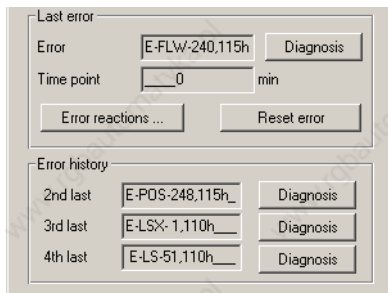 Last error
Error E-FLW-240,115h Diagnosis
Time point ____0 min
Error reactions ... Reset error
Error history
2nd last E-POS-248,115h_ Diagnosis
3rd last E-LSX- 1,110h___ Diagnosis
4th last E-LS-51,110h___ Diagnosis